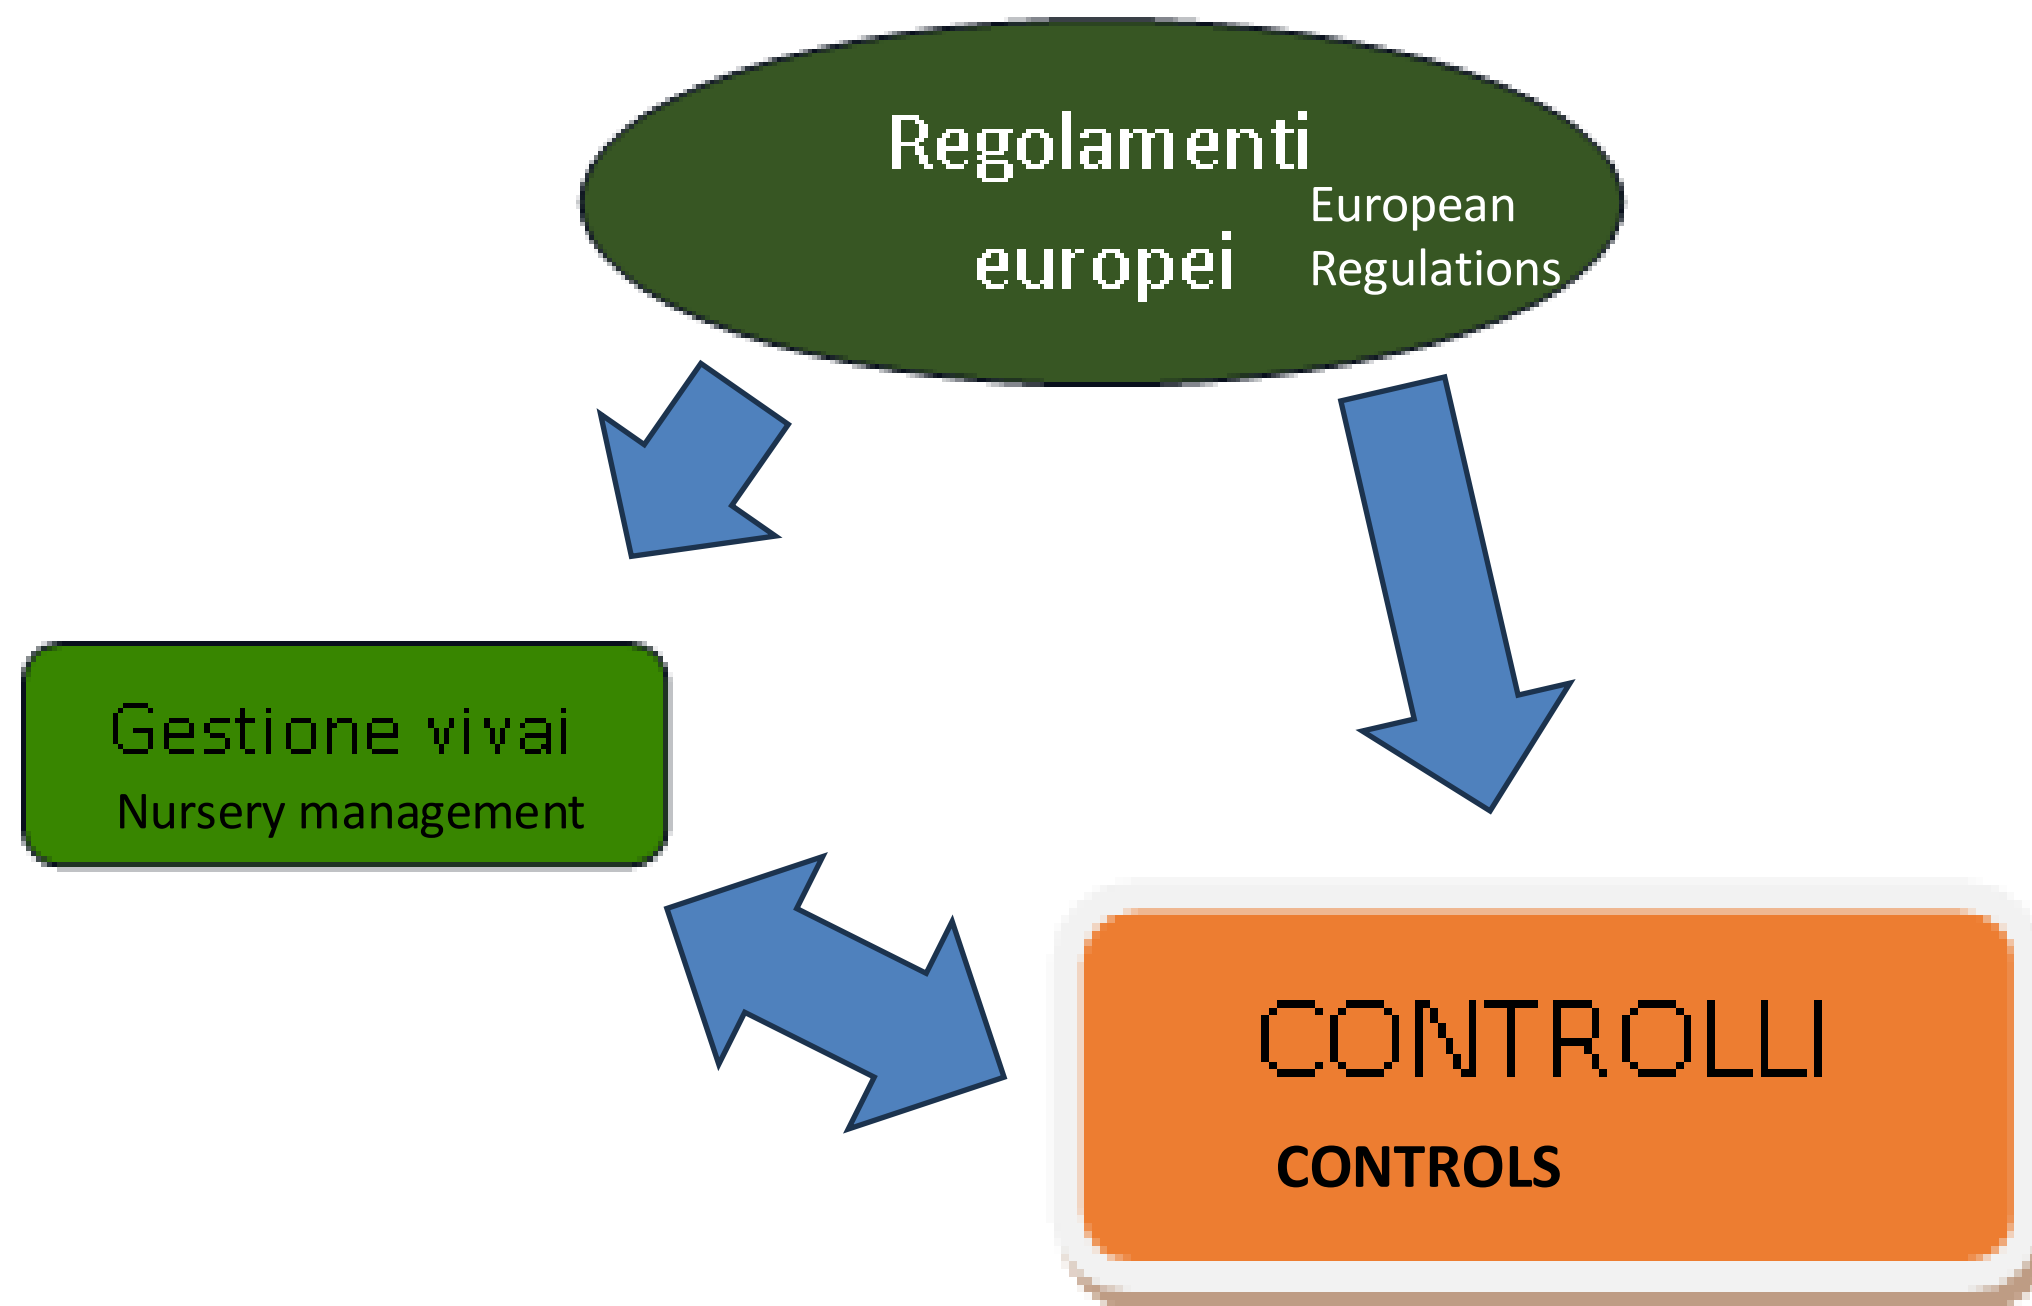 Regolamenti
europei
European
Regulations
Gestione vivai
Nursery management
CONTROLLI
CONTROLS